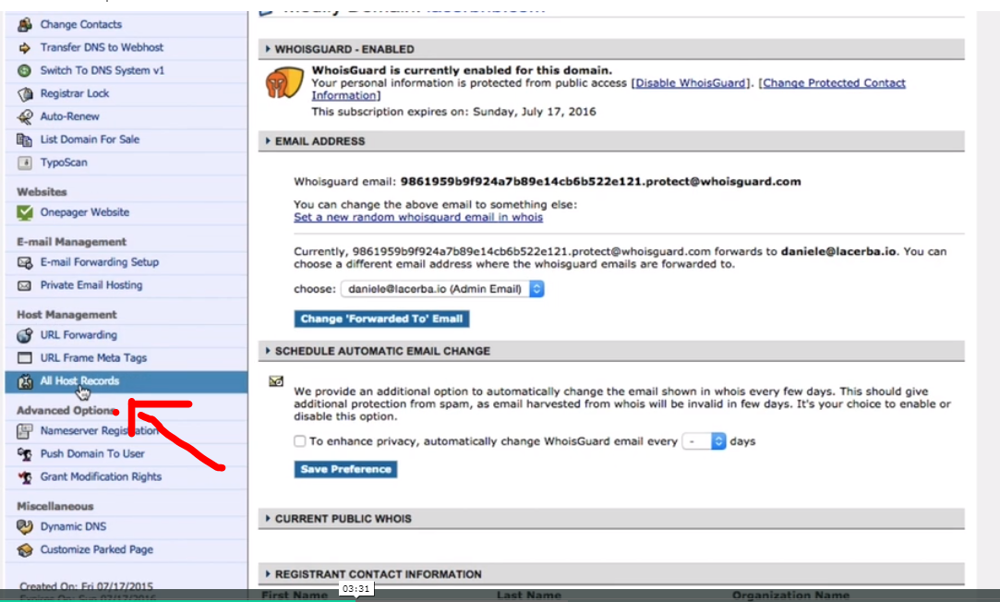 Change Contacts
Transfer DNS to Webhost
Switch To DNS System v1
Registrar Lock
Auto-Renew
List Domain For Sale
TypoScan
Websites
Onepager Website
E-mail Management
E-mail Forwarding Setup
Private Email Hosting
Host Management
URL Forwarding
URL Frame Meta Tags
All Host Records
Advanced Options
Nameserver Registration
Push Domain To User
Grant Modification Rights
Miscellaneous
Dynamic DNS
Customize Parked Page
Created On: Fri 07/17/2015
Expires On: Sun 07/17/2016
Modify Domain: lacerbnb.com
WHOISGUARD - ENABLED
WhoisGuard is currently enabled for this domain.
Your personal information is protected from public access [Disable WhoisGuard]. [Change Protected Contact
Information]
This subscription expires on: Sunday, July 17, 2016
EMAIL ADDRESS
Whoisguard email: 9861959b9f924a7b89e14cb6b522e121.protect@whoisguard.com
You can change the above email to something else:
Set a new random whoisguard email in whois
Currently, 9861959b9f924a7b89e14cb6b522e121.protect@whoisguard.com forwards to daniele@lacerba.io. You can
choose a different email address where the whoisguard emails are forwarded to.
choose: daniele@lacerba.io (Admin Email)
Change 'Forwarded To' Email
SCHEDULE AUTOMATIC EMAIL CHANGE
We provide an additional option to automatically change the email shown in whois every few days. This should give
additional protection from spam, as email harvested from whois will be invalid in few days. It's your choice to enable or
disable this option.
To enhance privacy, automatically change WhoisGuard email every - days
Save Preference
CURRENT PUBLIC WHOIS
REGISTRANT CONTACT INFORMATION
First Name Last Name Organization Name
03:31